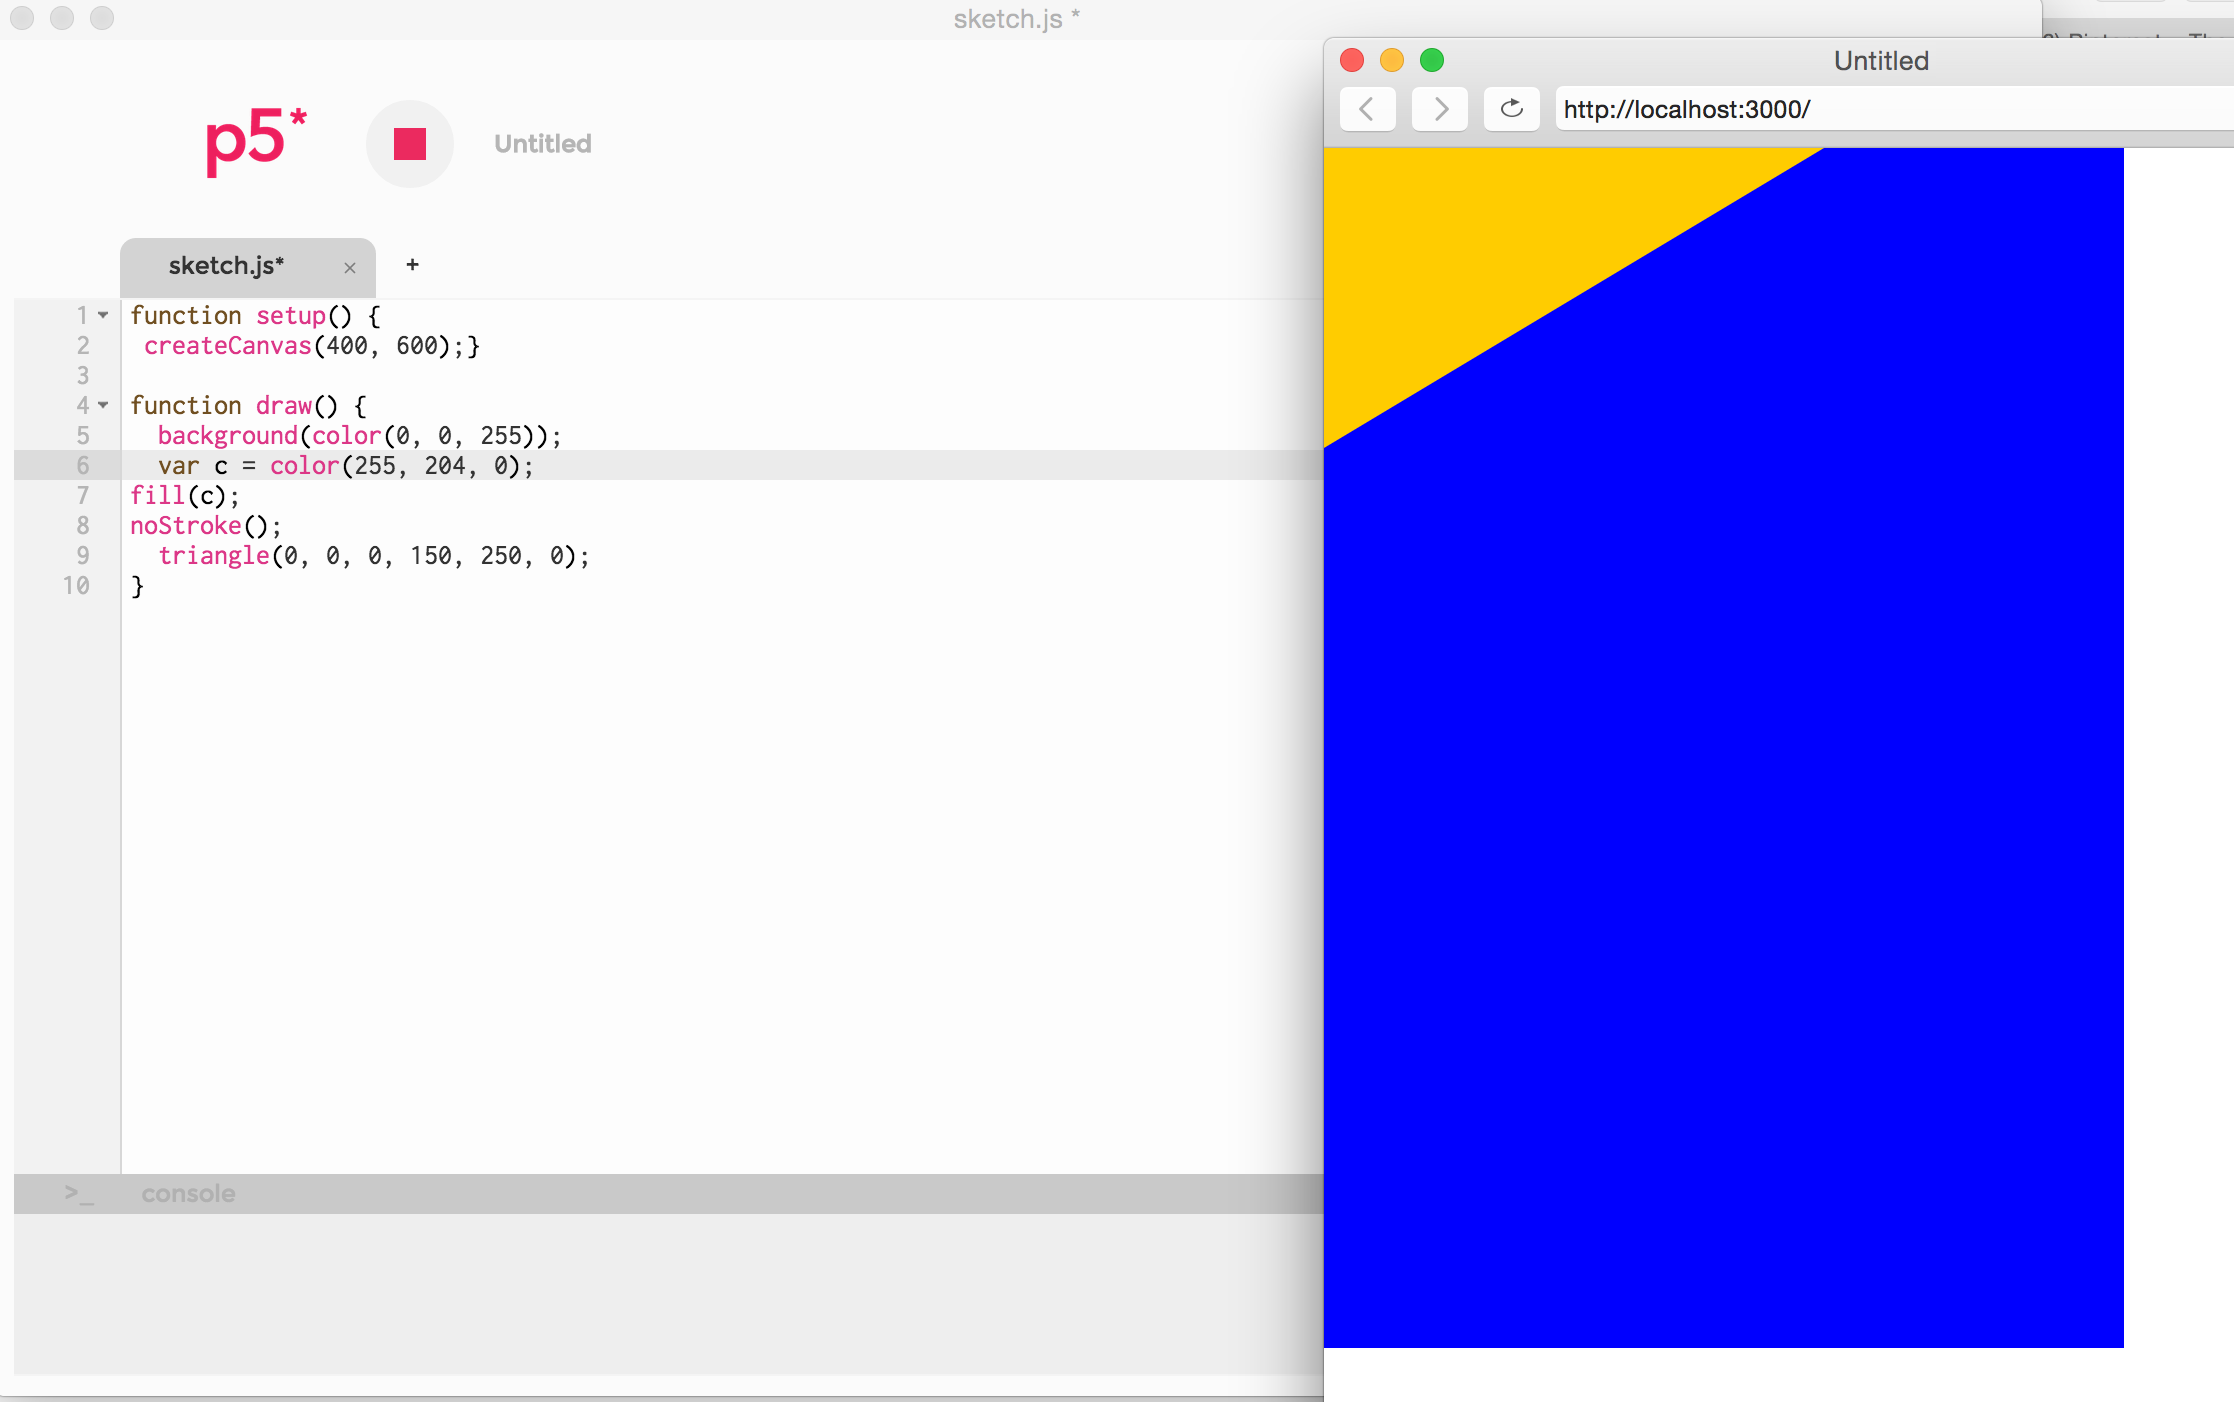 sketch.js *
Untitled
http://localhost:3000/
p5*
Untitled
sketch.js* × +
1 function setup() {
2 createCanvas(400, 600);}
3
4 function draw() {
5 background(color(0, 0, 255));
6 var c = color(255, 204, 0);
7 fill(c);
8 noStroke();
9 triangle(0, 0, 0, 150, 250, 0);
10 }
>_ console